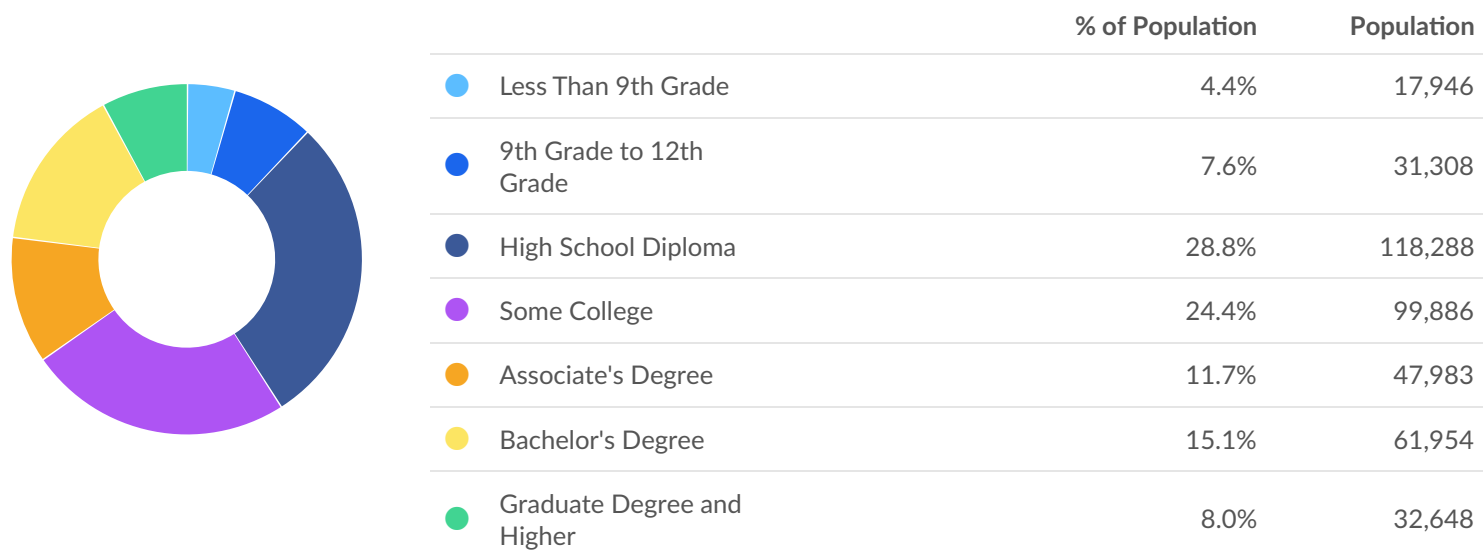 % of Population Population
Less Than 9th Grade 4.4% 17,946
9th Grade to 12th
Grade 7.6% 31,308
High School Diploma 28.8% 118,288
Some College 24.4% 99,886
Associate's Degree 11.7% 47,983
Bachelor's Degree 15.1% 61,954
Graduate Degree and
Higher 8.0% 32,648